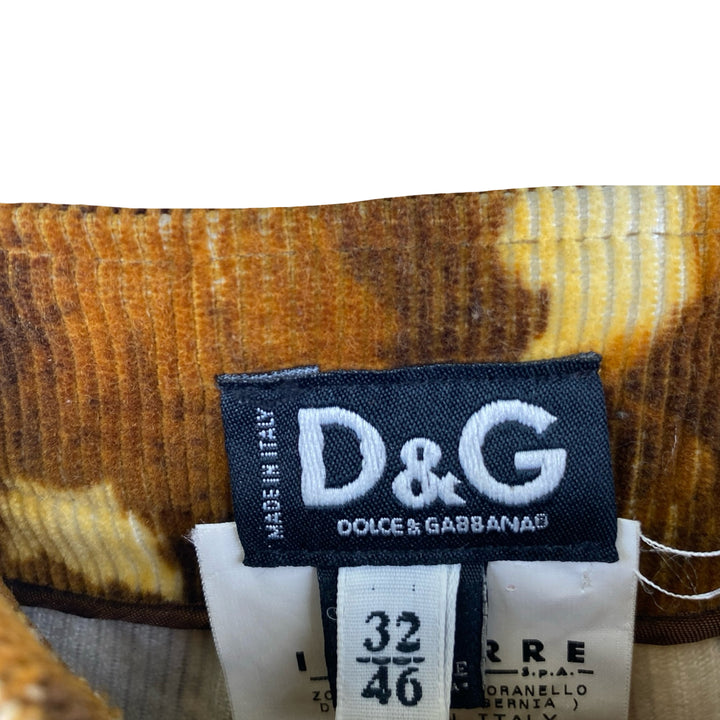 MADE IN ITALY
D&G
DOLCE & GABBANA®
32
46
RRE
S.p.A.
ORANELLO
ERNIA )
ITALY